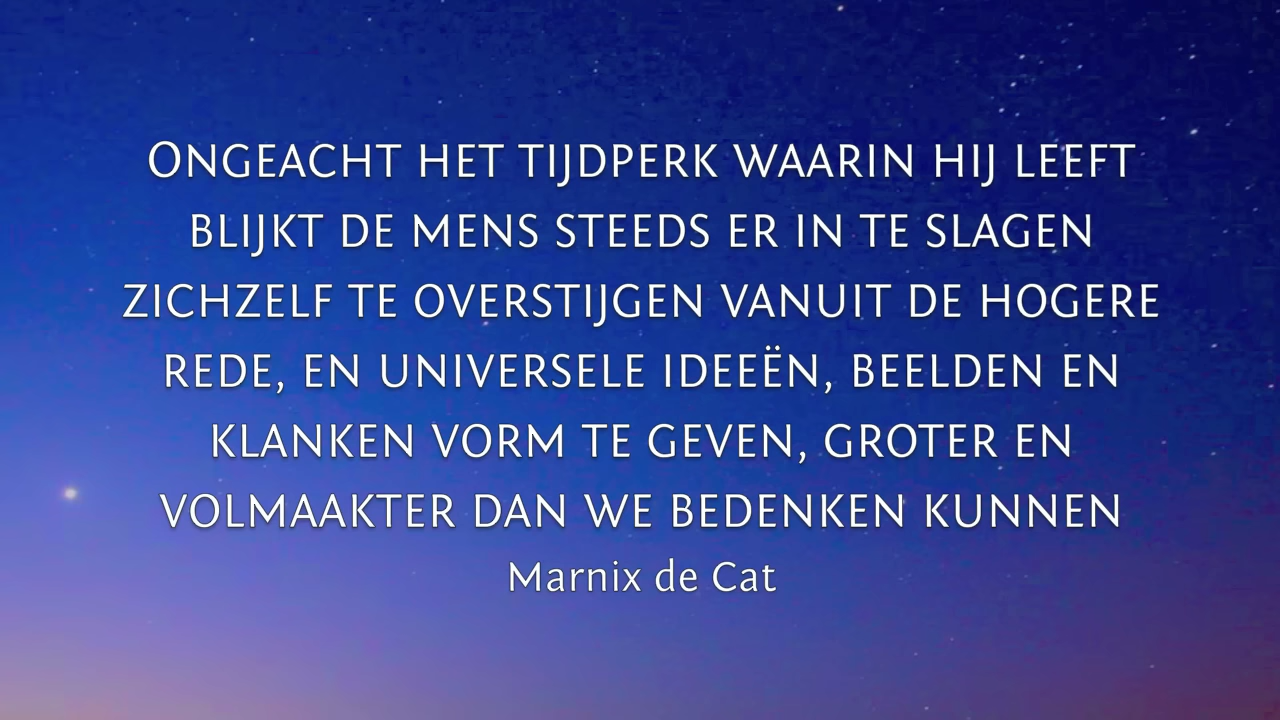 Ongeacht het tijdperk waarin hij leeft
blijkt de mens steeds er in te slagen
zichzelf te overstijgen vanuit de hogere
rede, en universele ideeën, beelden en
klanken vorm te geven, groter en
volmaakter dan we bedenken kunnen
Marnix de Cat